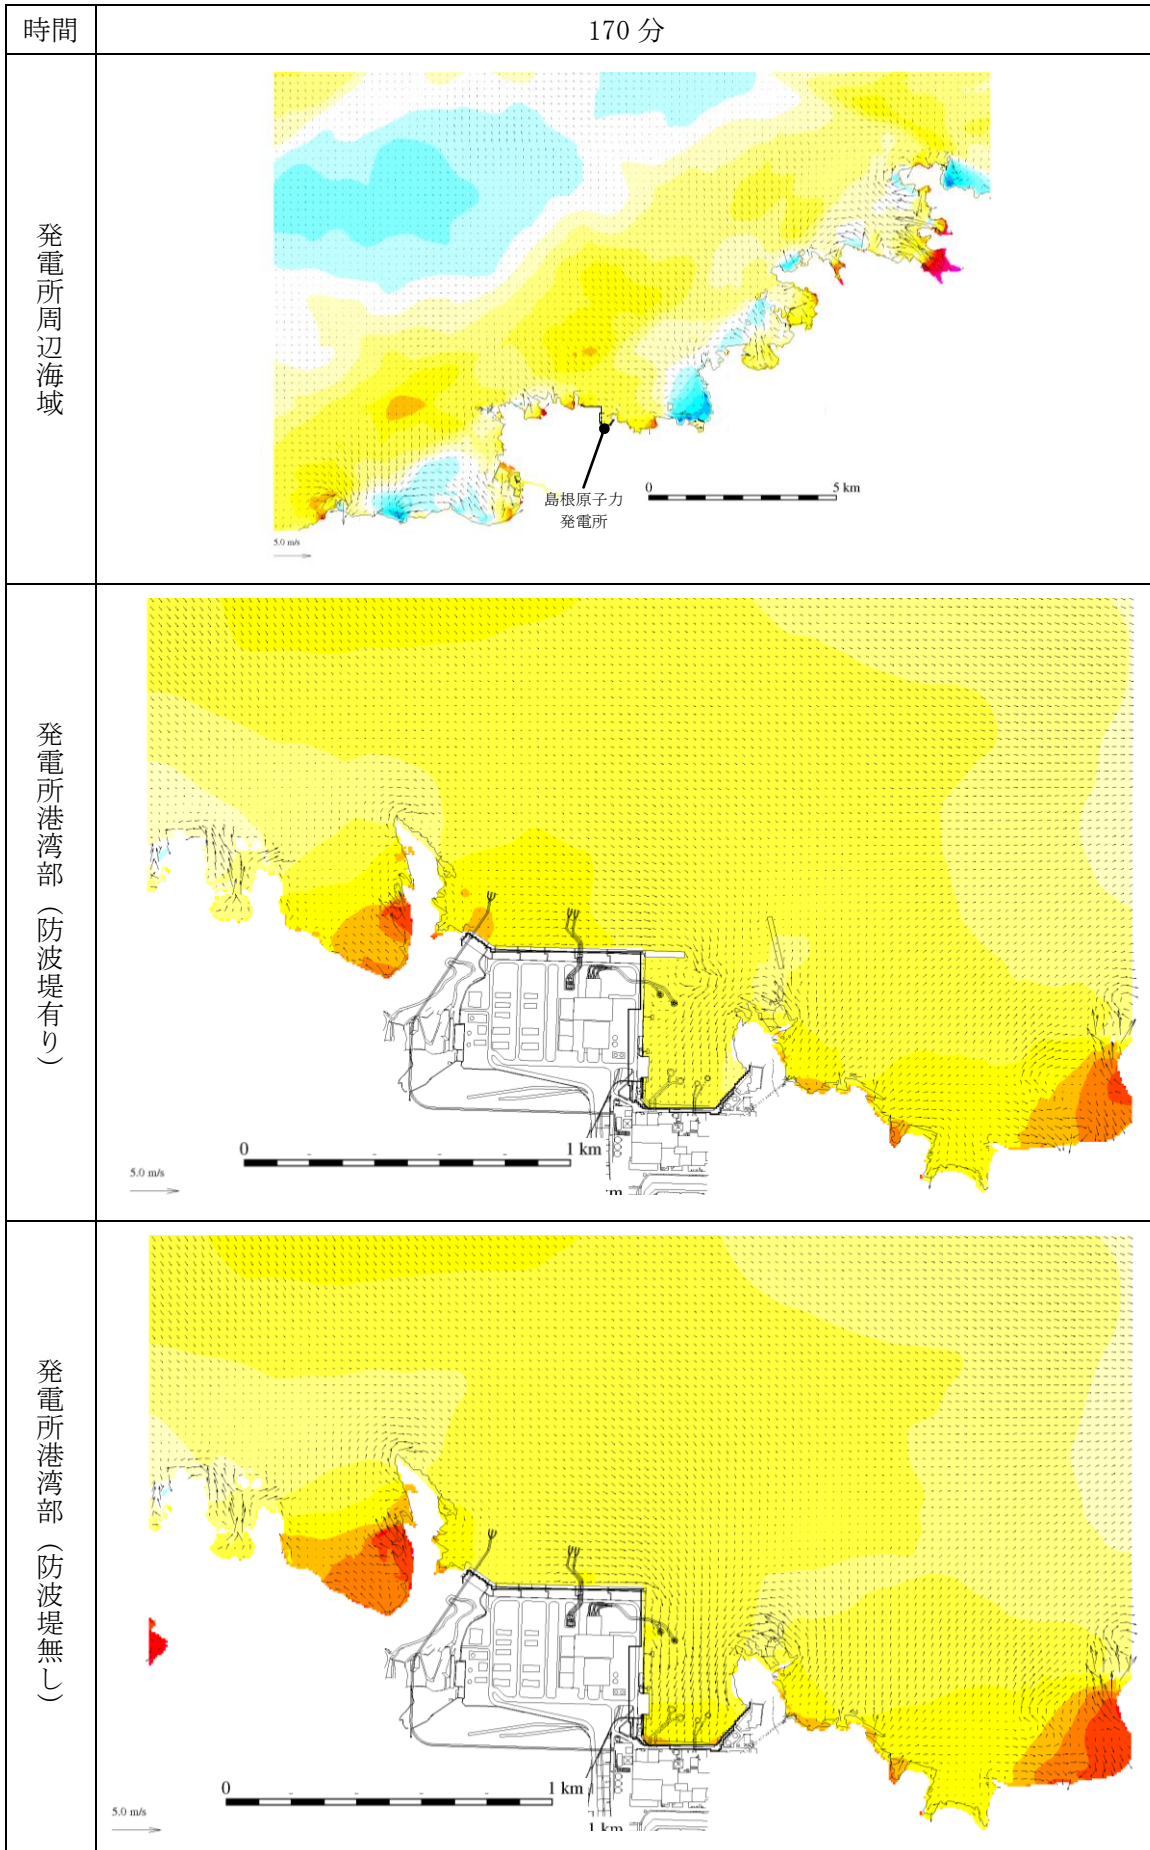 時間
170 分
発電所周辺海域
島根原子力
発電所
0
5 km
5.0 m/s
発電所港湾部（防波堤有り）
0
1 km
5.0 m/s
発電所港湾部（防波堤無し）
0
1 km
5.0 m/s
1 km